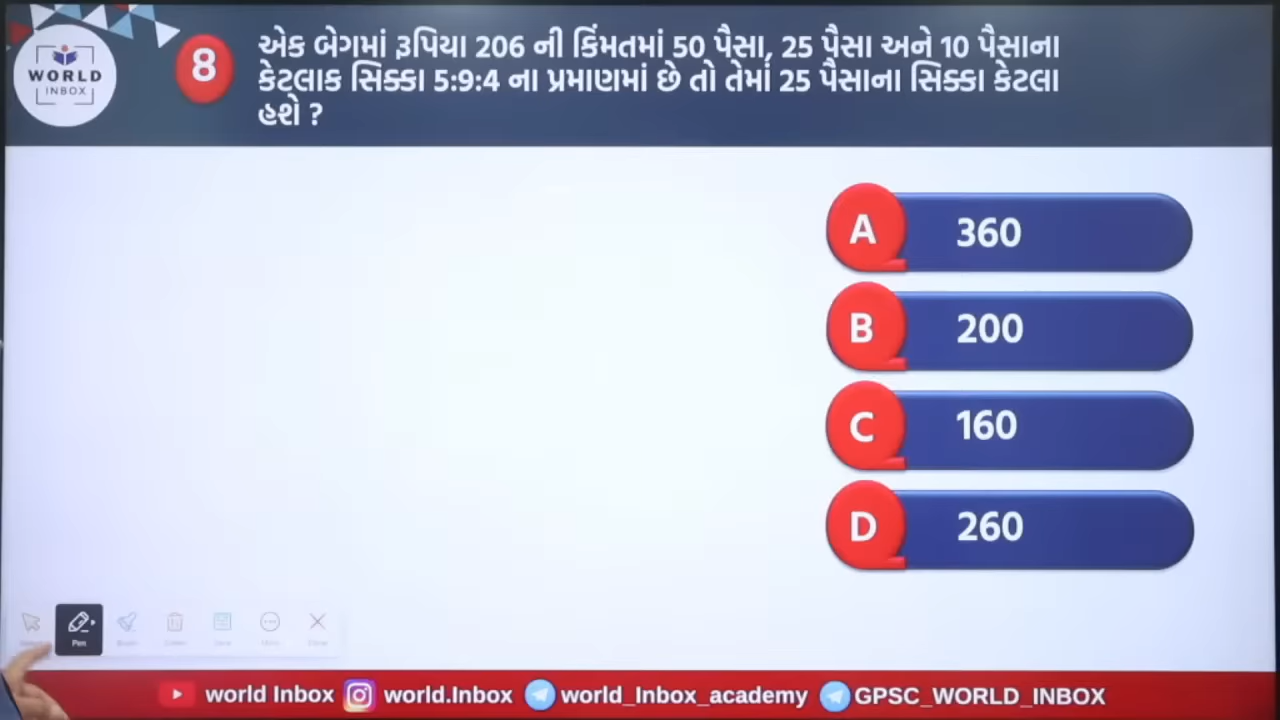 WORLD
INBOX
8
એક બેગમાં રૂપિયા 206 ની કિંમતમાં 50 પૈસા, 25 પૈસા અને 10 પૈસાના
કેટલાક સિક્કા 5:9:4 ના પ્રમાણમાં છે તો તેમાં 25 પૈસાના સિક્કા કેટલા
હશે ?
A 360
B 200
C 160
D 260
Pen
world Inbox world.Inbox world_Inbox_academy GPSC_WORLD_INBOX